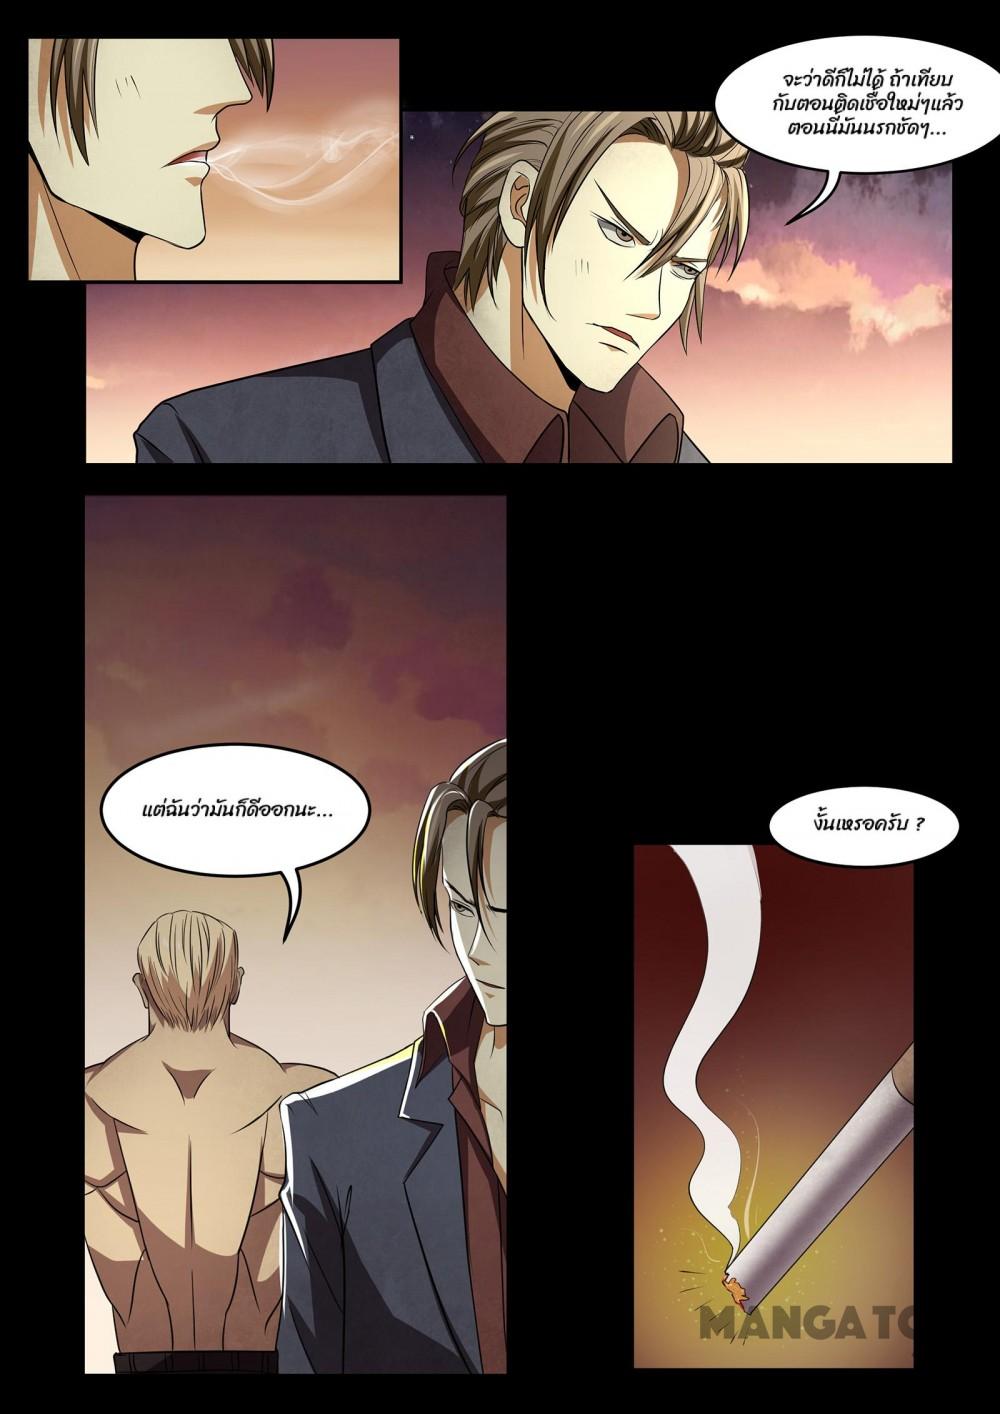 จะว่าดีก็ไม่ได้ ถ้าเทียบ
กับตอนติดเชื้อใหม่ๆแล้ว
ตอนนี้มันนรกชัดๆ...
แต่ฉันว่ามันก็ดีออกนะ...
งั้นเหรอครับ ?
MANGATO